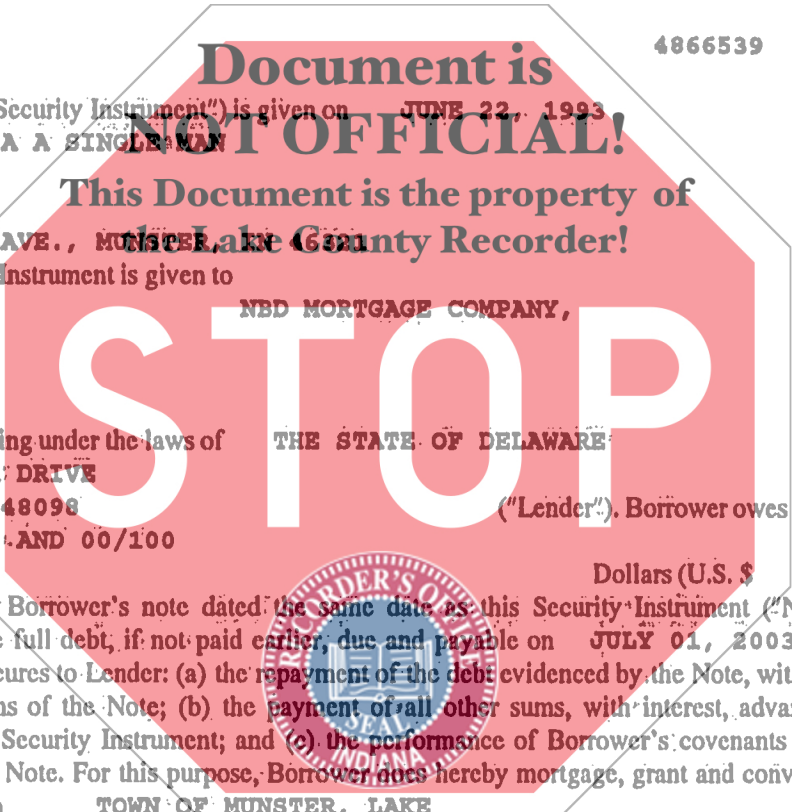 4866539
Document is
Security Instrument") is given on JUNE 22, 1993
NOT OFFICIAL!
A A SINGLE MAN
This Document is the property of
the Lake County Recorder!
AVE., MUNSTER, IN 46321
Instrument is given to
NBD MORTGAGE COMPANY,
STOP
ing under the laws of THE STATE OF DELAWARE
DRIVE
48098 ("Lender"). Borrower owes
AND 00/100
Dollars (U.S. $
Borrower's note dated the same date as this Security Instrument ("N
e full debt, if not paid earlier, due and payable on JULY 01, 2003
cures to Lender: (a) the repayment of the debt evidenced by the Note, wit
ns of the Note; (b) the payment of all other sums, with interest, adva
Security Instrument; and (c) the performance of Borrower's covenants
Note. For this purpose, Borrower does hereby mortgage, grant and conv
TOWN OF MUNSTER, LAKE
RECORDER'S OFFICE
SEAL
INDIANA